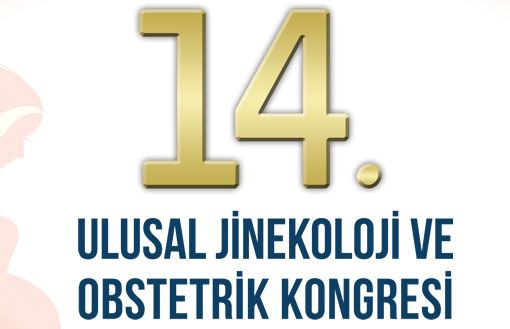 14.
ULUSAL JİNEKOLOJİ VE
OBSTETRİK KONGRESİ